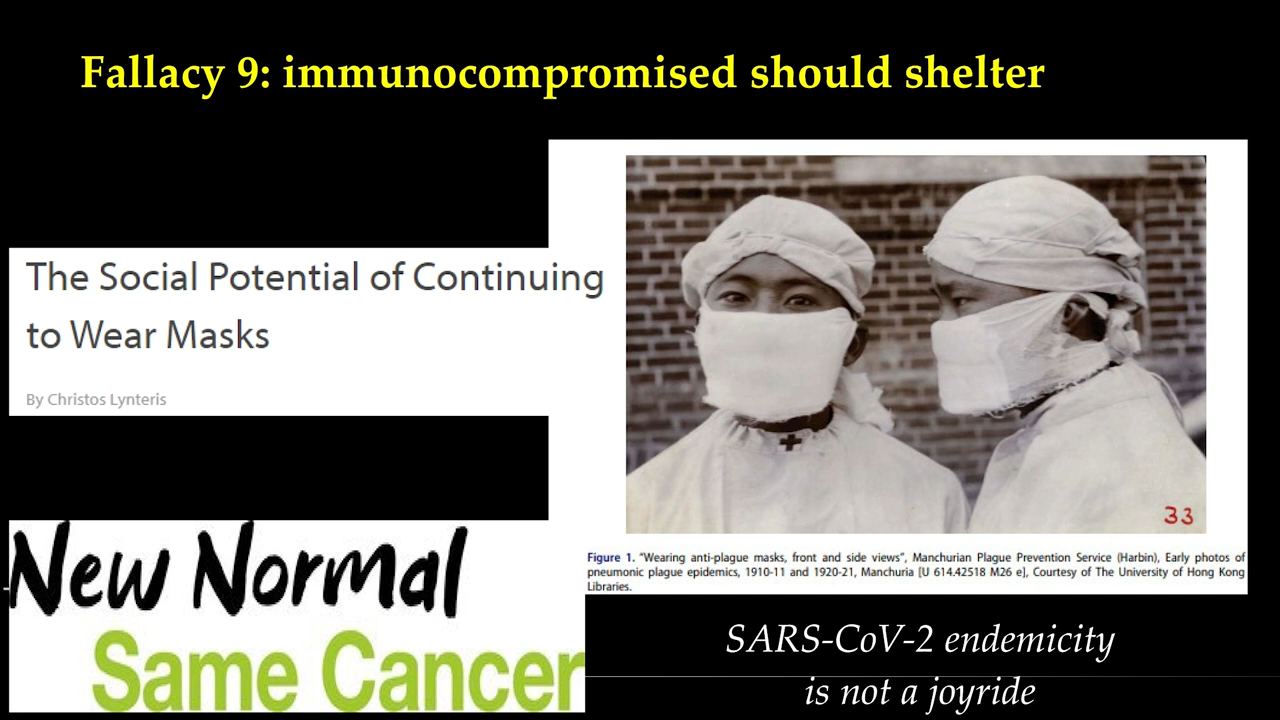 Fallacy 9: immunocompromised should shelter
The Social Potential of Continuing
to Wear Masks
By Christos Lynteris
33
Figure 1. "Wearing anti-plague masks, front and side views", Manchurian Plague Prevention Service (Harbin), Early photos of
pneumonic plague epidemics, 1910-11 and 1920-21, Manchuria [U 614.42518 M26 e], Courtesy of The University of Hong Kong
Libraries.
New Normal
Same Cancer
SARS-CoV-2 endemicity
is not a joyride